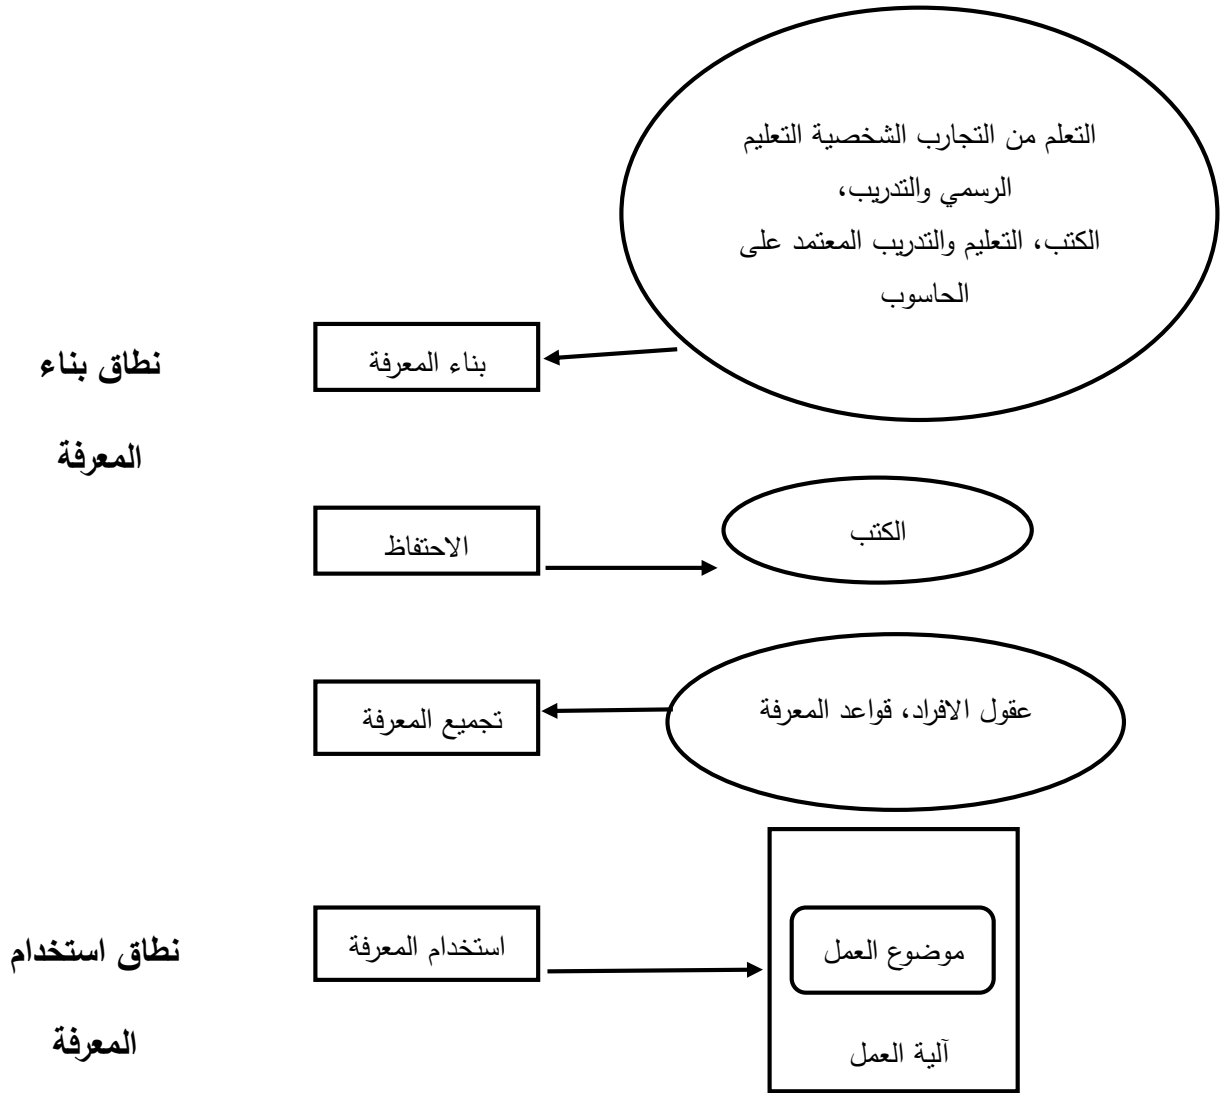 التعلم من التجارب الشخصية التعليم
الرسمي والتدريب،
الكتب، التعليم والتدريب المعتمد على
الحاسوب
نطاق بناء
المعرفة
بناء المعرفة
الاحتفاظ
الكتب
تجميع المعرفة
عقول الافراد، قواعد المعرفة
نطاق استخدام
المعرفة
استخدام المعرفة
موضوع العمل
آلية العمل